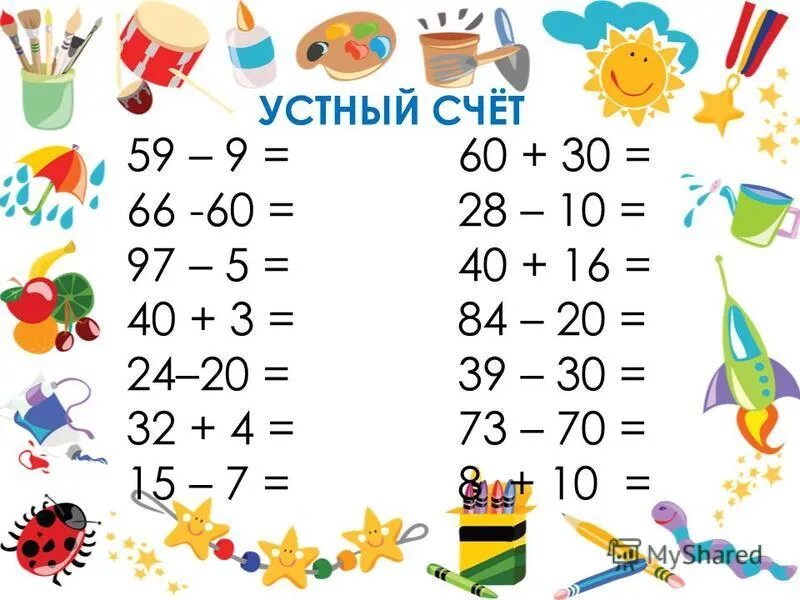 УСТНЫЙ СЧЁТ
59 – 9 =
66 -60 =
97 – 5 =
40 + 3 =
24–20 =
32 + 4 =
15 – 7 =
60 + 30 =
28 – 10 =
40 + 16 =
84 – 20 =
39 – 30 =
73 – 70 =
8 + 10 =
MyShared